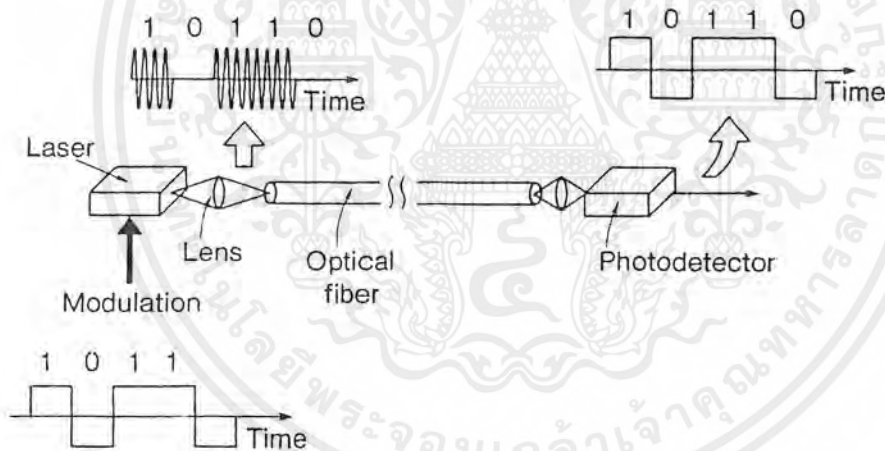 1 0 1 1 0
Time
1 0 1 1 0
Time
Laser
Lens
Optical
fiber
Photodetector
Modulation
1 0 1 1
Time